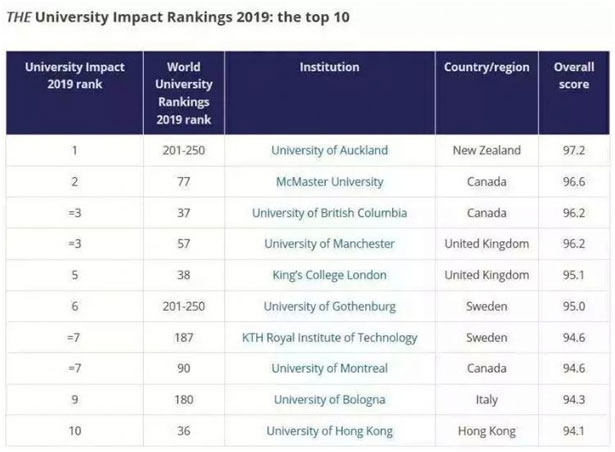 THE University Impact Rankings 2019: the top 10
University Impact 2019 rank World University Rankings 2019 rank Institution Country/region Overall score
1 201-250 University of Auckland New Zealand 97.2
2 77 McMaster University Canada 96.6
=3 37 University of British Columbia Canada 96.2
=3 57 University of Manchester United Kingdom 96.2
5 38 King's College London United Kingdom 95.1
6 201-250 University of Gothenburg Sweden 95.0
=7 187 KTH Royal Institute of Technology Sweden 94.6
=7 90 University of Montreal Canada 94.6
9 180 University of Bologna Italy 94.3
10 36 University of Hong Kong Hong Kong 94.1